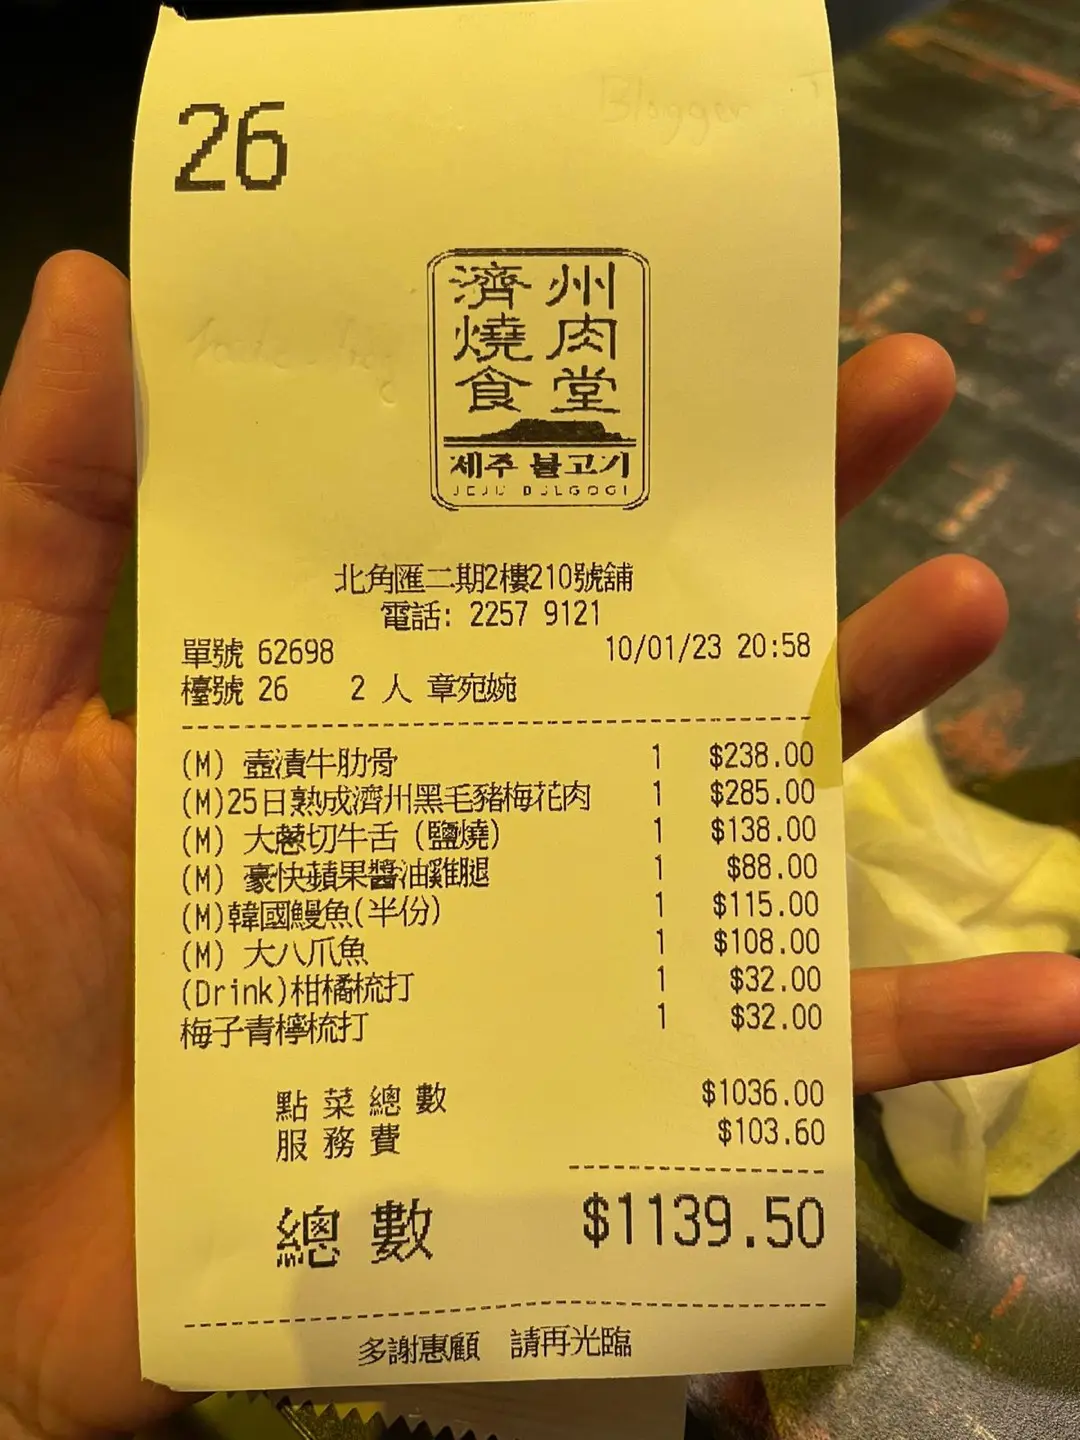 26
Blogger
濟州
燒肉
食堂
제주 불고기
JEJU BULGOGI
北角匯二期2樓210號舖
電話: 2257 9121
單號 62698 10/01/23 20:58
檯號 26 2 人 章宛婉
(M) 壺漬牛肋骨 1 $238.00
(M)25日熟成濟州黑毛豬梅花肉 1 $285.00
(M) 大蔥切牛舌 (鹽燒) 1 $138.00
(M) 豪快蘋果醬油雞腿 1 $88.00
(M)韓國鰻魚(半份) 1 $115.00
(M) 大八爪魚 1 $108.00
(Drink)柑橘梳打 1 $32.00
梅子青檸梳打 1 $32.00
點菜總數 $1036.00
服務費 $103.60
總數 $1139.50
多謝惠顧 請再光臨